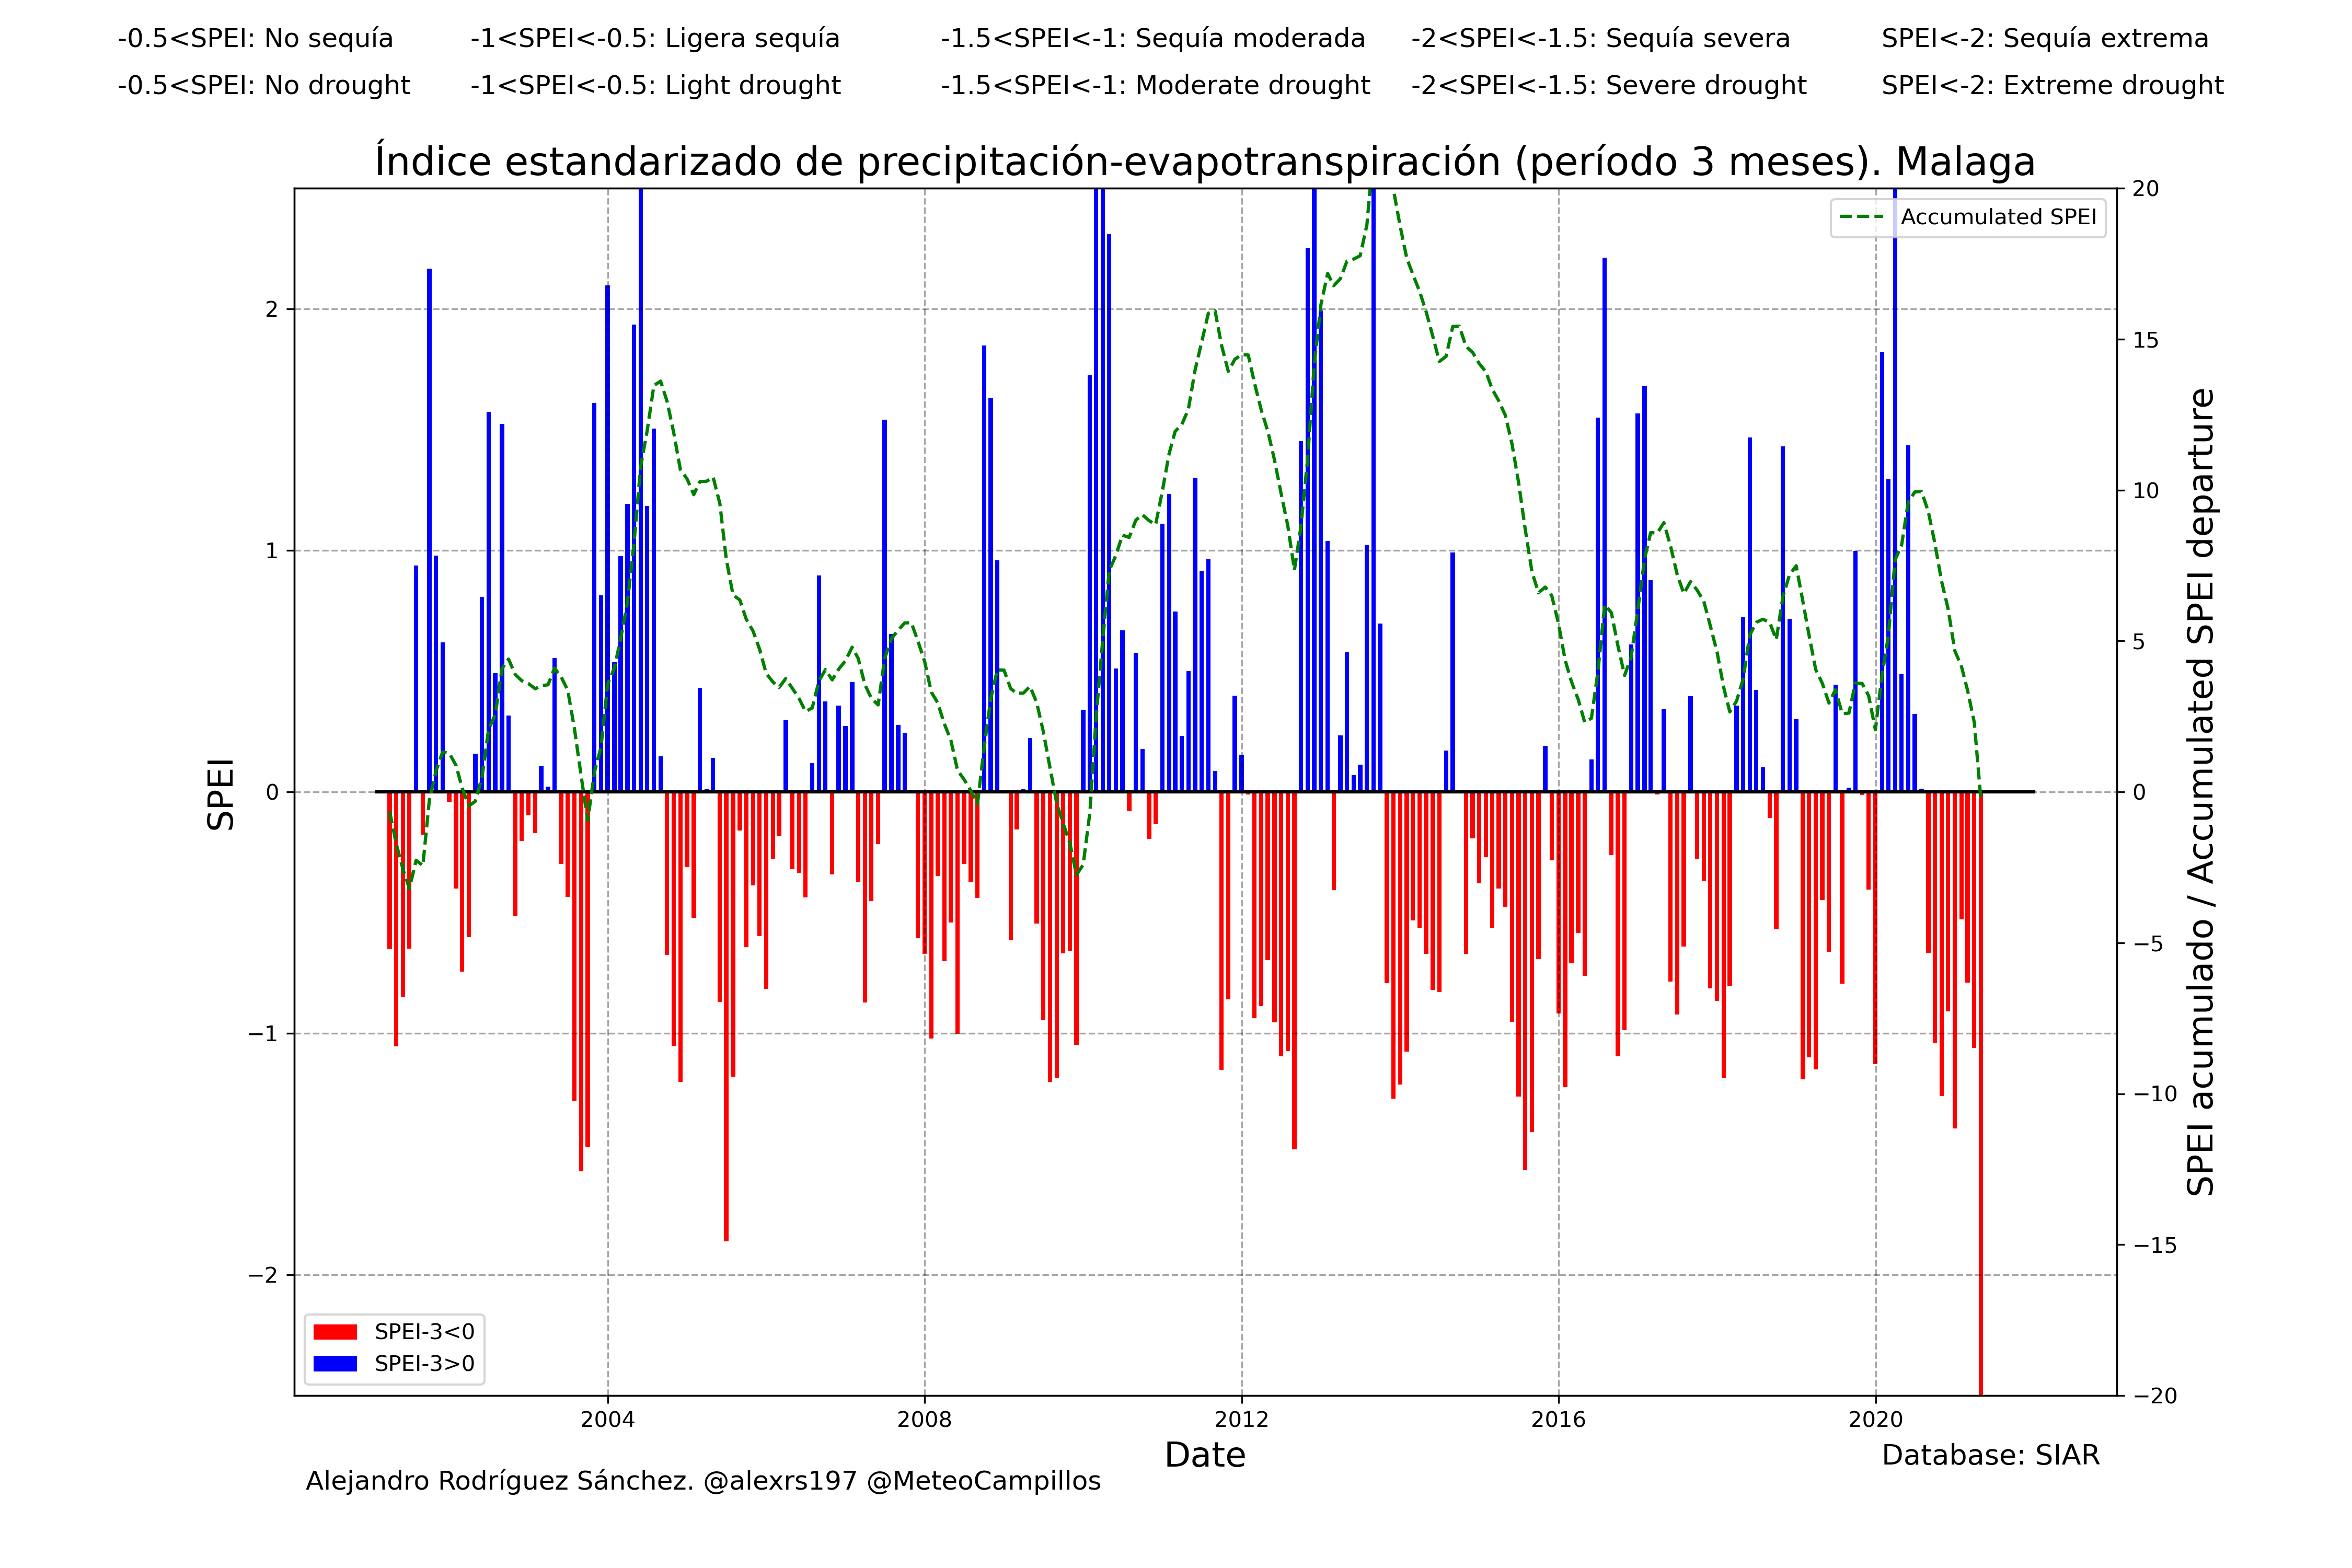 -0.5<SPEI: No sequía -1<SPEI<-0.5: Ligera sequía -1.5<SPEI<-1: Sequía moderada -2<SPEI<-1.5: Sequía severa SPEI<-2: Sequía extrema
-0.5<SPEI: No drought -1<SPEI<-0.5: Light drought -1.5<SPEI<-1: Moderate drought -2<SPEI<-1.5: Severe drought SPEI<-2: Extreme drought
Índice estandarizado de precipitación-evapotranspiración (período 3 meses). Malaga
Accumulated SPEI
SPEI
2
1
0
−1
−2
20
15
10
5
0
−5
−10
−15
−20
SPEI acumulado / Accumulated SPEI departure
SPEI-3<0
SPEI-3>0
2004 2008 2012 2016 2020
Date
Database: SIAR
Alejandro Rodríguez Sánchez. @alexrs197 @MeteoCampillos